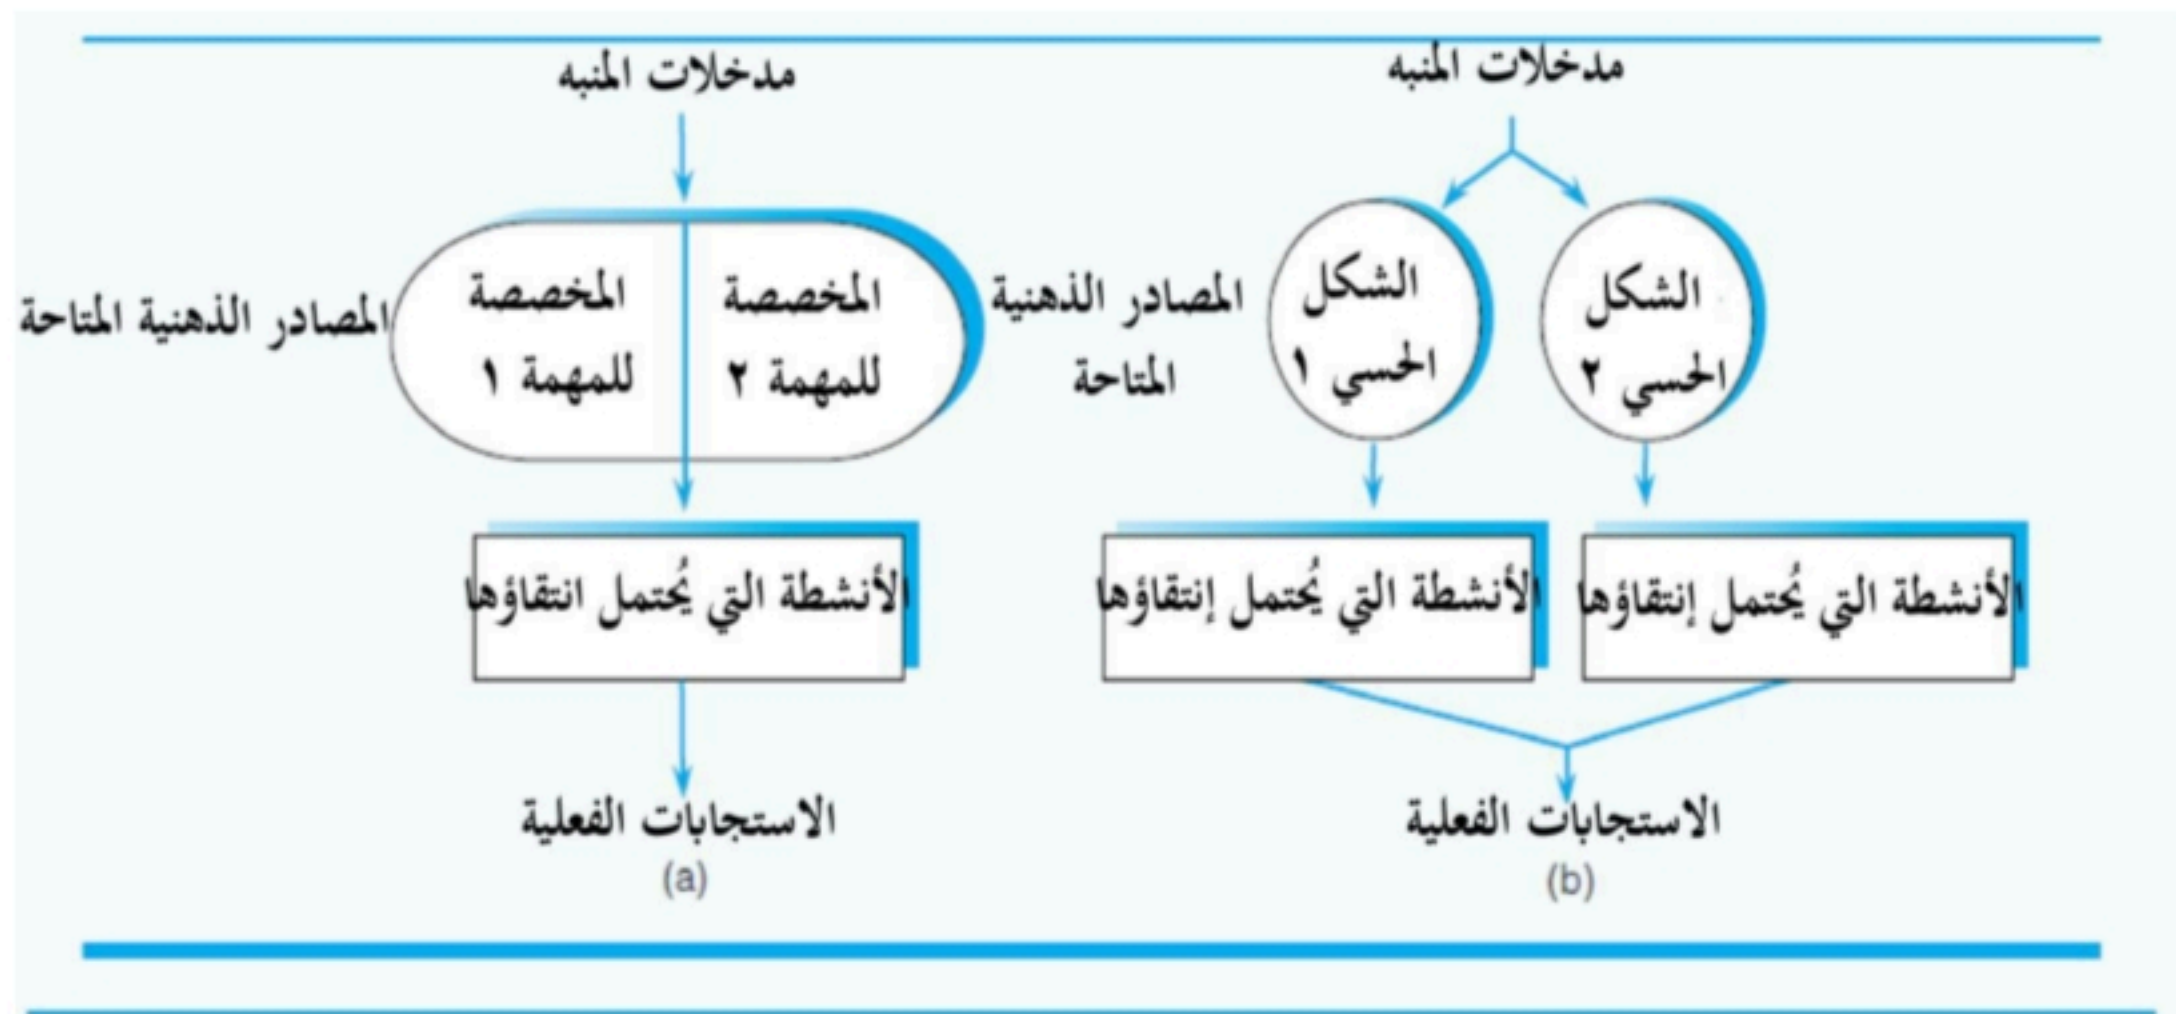 مدخلات المنبه
المصادر الذهنية المتاحة
المخصصة
للمهمة ١
المخصصة
للمهمة ٢
الأنشطة التي يُحتمل انتقاؤها
الاستجابات الفعلية
(a)
مدخلات المنبه
المصادر الذهنية
المتاحة
الشكل
الحسي ١
الشكل
الحسي ٢
الأنشطة التي يُحتمل إنتقاؤها
الأنشطة التي يُحتمل إنتقاؤها
الاستجابات الفعلية
(b)